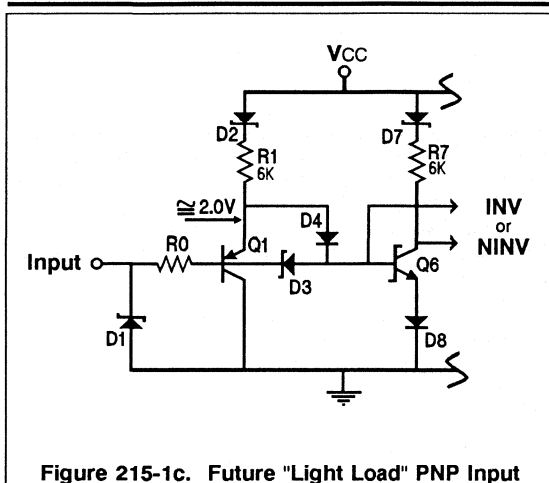 VCC
D2
D7
R1
6K
R7
6K
≅ 2.0V
D4
INV
or
NINV
Input
R0
Q1
D3
Q6
D1
D8
Figure 215-1c. Future "Light Load" PNP Input